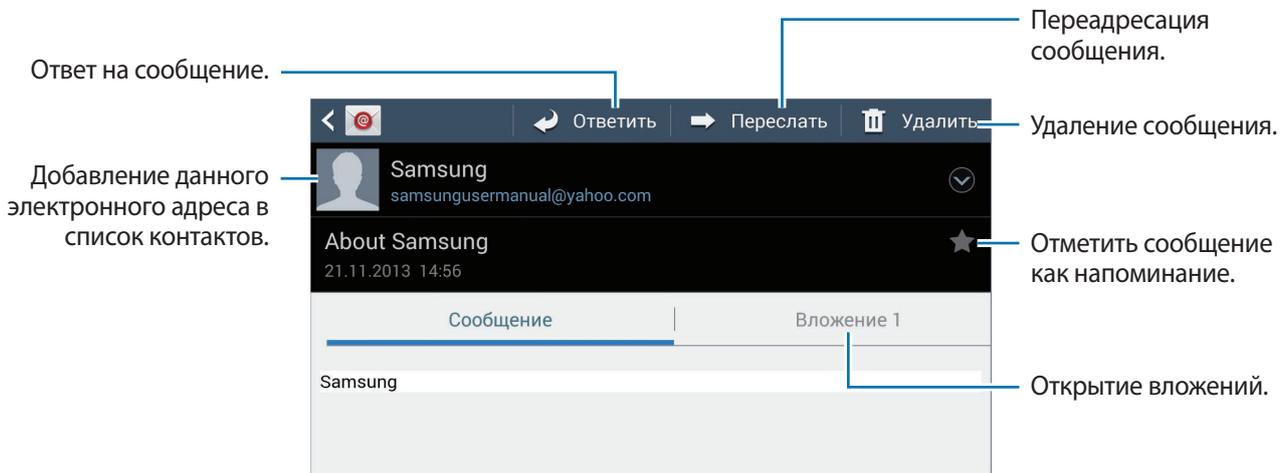 Переадресация
сообщения.
Ответ на сообщение.
Ответить
Переслать
Удалить
Удаление сообщения.
Добавление данного
электронного адреса в
список контактов.
Samsung
samsungusermanual@yahoo.com
About Samsung
21.11.2013 14:56
Отметить сообщение
как напоминание.
Сообщение
Вложение 1
Samsung
Открытие вложений.